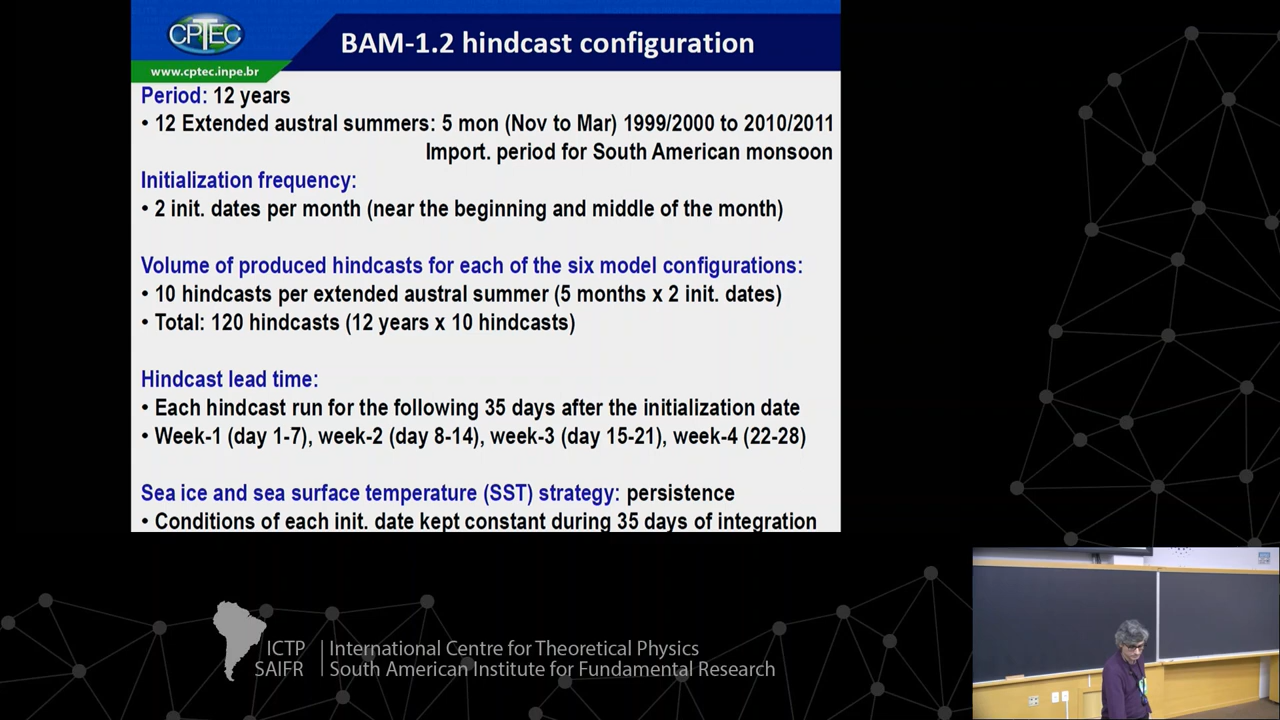 CPTEC
www.cptec.inpe.br
BAM-1.2 hindcast configuration
Period: 12 years
• 12 Extended austral summers: 5 mon (Nov to Mar) 1999/2000 to 2010/2011
Import. period for South American monsoon
Initialization frequency:
• 2 init. dates per month (near the beginning and middle of the month)
Volume of produced hindcasts for each of the six model configurations:
• 10 hindcasts per extended austral summer (5 months x 2 init. dates)
• Total: 120 hindcasts (12 years x 10 hindcasts)
Hindcast lead time:
• Each hindcast run for the following 35 days after the initialization date
• Week-1 (day 1-7), week-2 (day 8-14), week-3 (day 15-21), week-4 (22-28)
Sea ice and sea surface temperature (SST) strategy: persistence
• Conditions of each init. date kept constant during 35 days of integration
ICTP International Centre for Theoretical Physics
SAIFR South American Institute for Fundamental Research